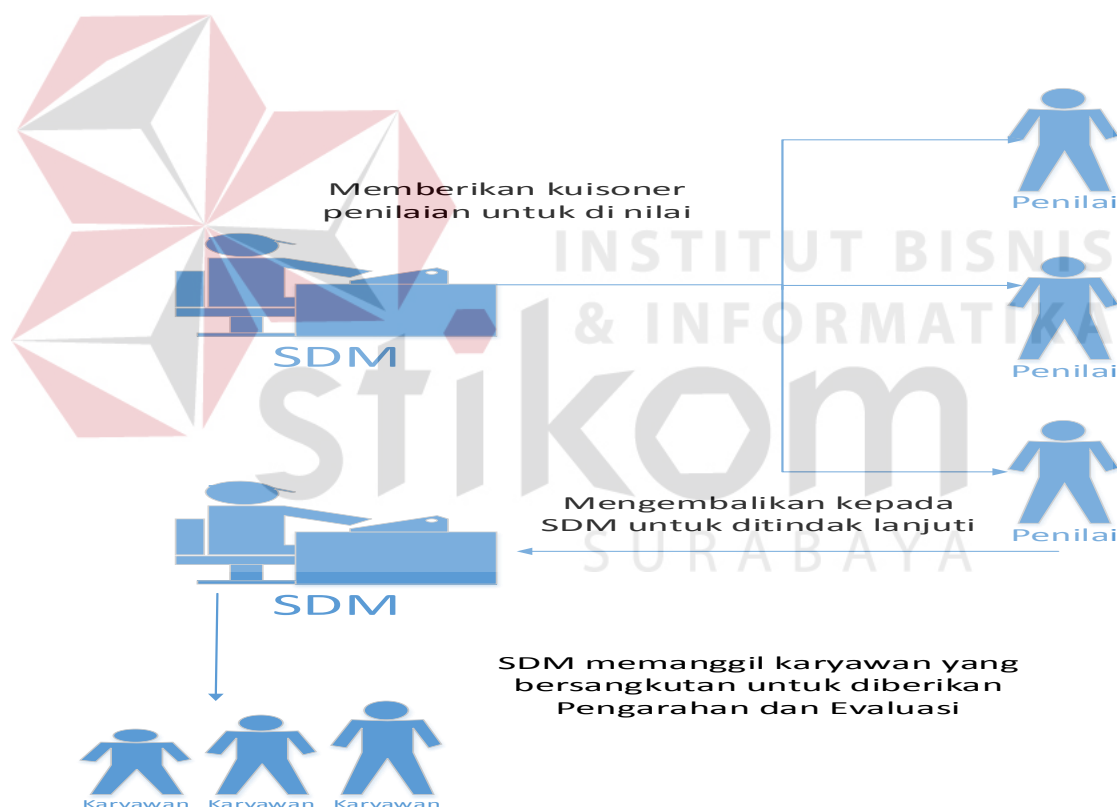 Memberikan kuisoner
penilaian untuk di nilai
Penilai
INSTITUT BISNIS
& INFORMATIKA
Penilai
SDM
stikom
Mengembalikan kepada
SDM untuk ditindak lanjuti
Penilai
SURABAYA
SDM
SDM memanggil karyawan yang
bersangkutan untuk diberikan
Pengarahan dan Evaluasi
Karyawan Karyawan Karyawan